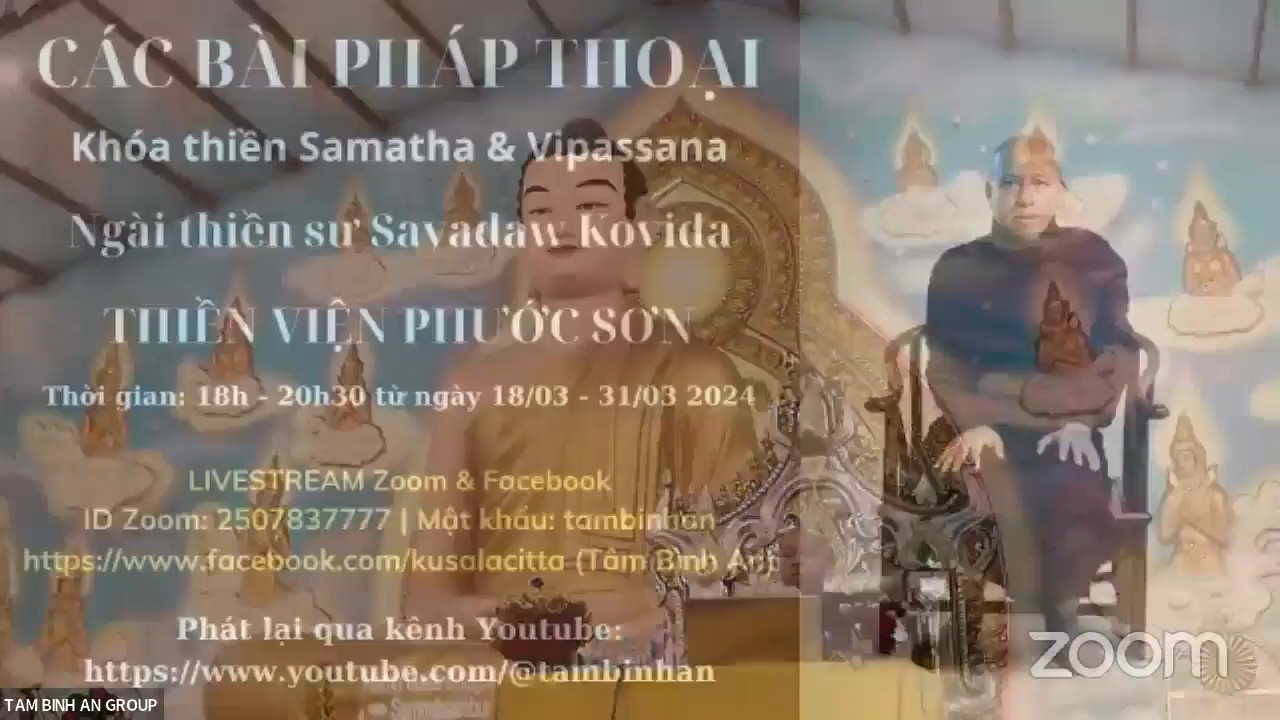 CÁC BÀI PHÁP THOẠI
Khóa thiền Samatha & Vipassana
Ngài thiền sư Sayadaw Kovida
THIỀN VIỆN PHƯỚC SƠN
Thời gian: 18h - 20h30 từ ngày 18/03 - 31/03 2024
LIVESTREAM Zoom & Facebook
ID Zoom: 2507837777 | Mật khẩu: tambinhan
https://www.facebook.com/kusalacitta (Tâm Bình An)
Phát lại qua kênh Youtube:
https://www.youtube.com/@tambinhan
zoom
TAM BINH AN GROUP